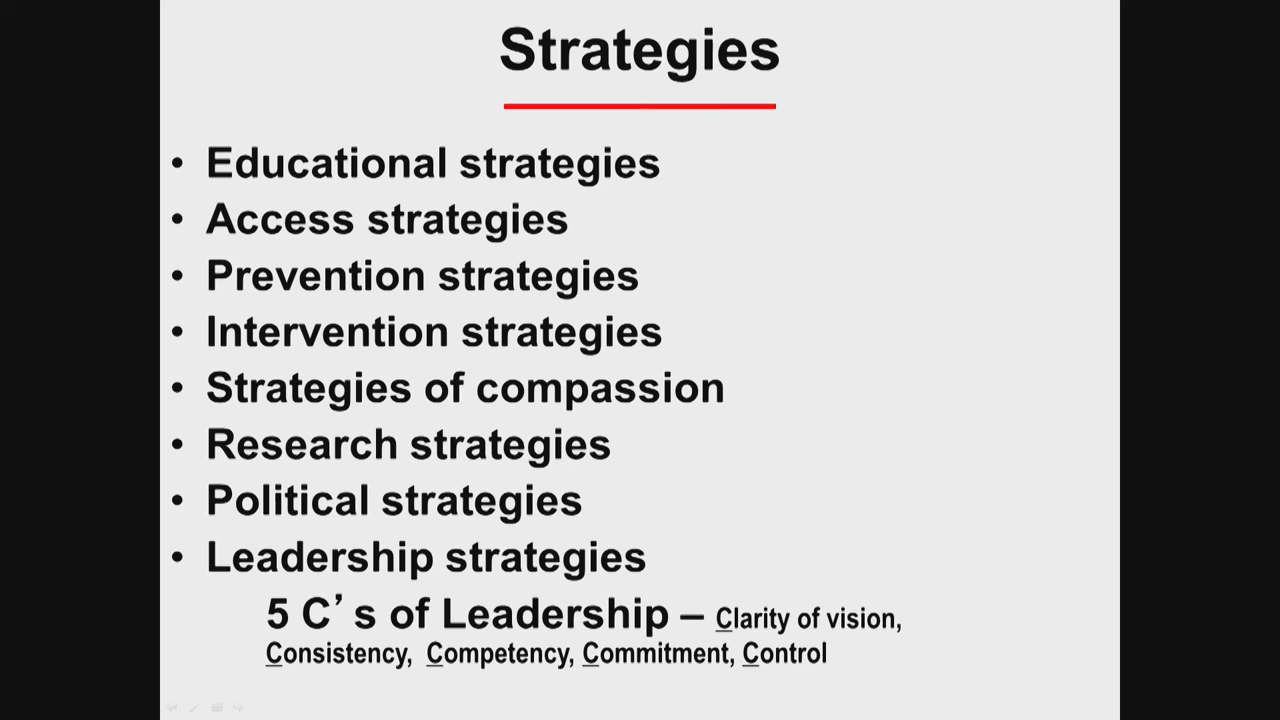 Strategies
• Educational strategies
• Access strategies
• Prevention strategies
• Intervention strategies
• Strategies of compassion
• Research strategies
• Political strategies
• Leadership strategies
5 C’s of Leadership – Clarity of vision,
Consistency, Competency, Commitment, Control